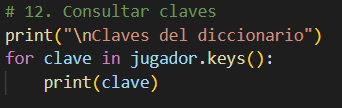 # 12. Consultar claves
print("\nClaves del diccionario")
for clave in jugador.keys():
    print(clave)